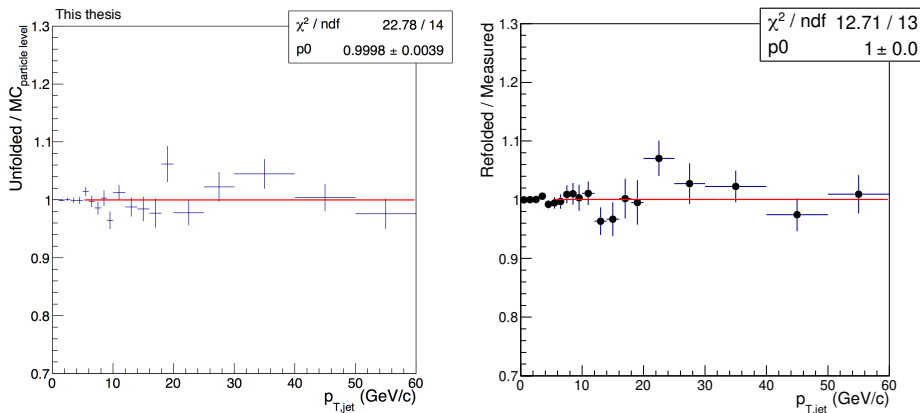 This thesis
χ² / ndf 22.78 / 14
p0 0.9998 ± 0.0039
Unfolded / MC particle level
1.3
1.2
1.1
1
0.9
0.8
0.7
0 10 20 30 40 50 60
p T,jet (GeV/c)
χ² / ndf 12.71 / 13
p0 1 ± 0.0
Refolded / Measured
1.3
1.2
1.1
1
0.9
0.8
0.7
0 10 20 30 40 50 60
p T,jet (GeV/c)